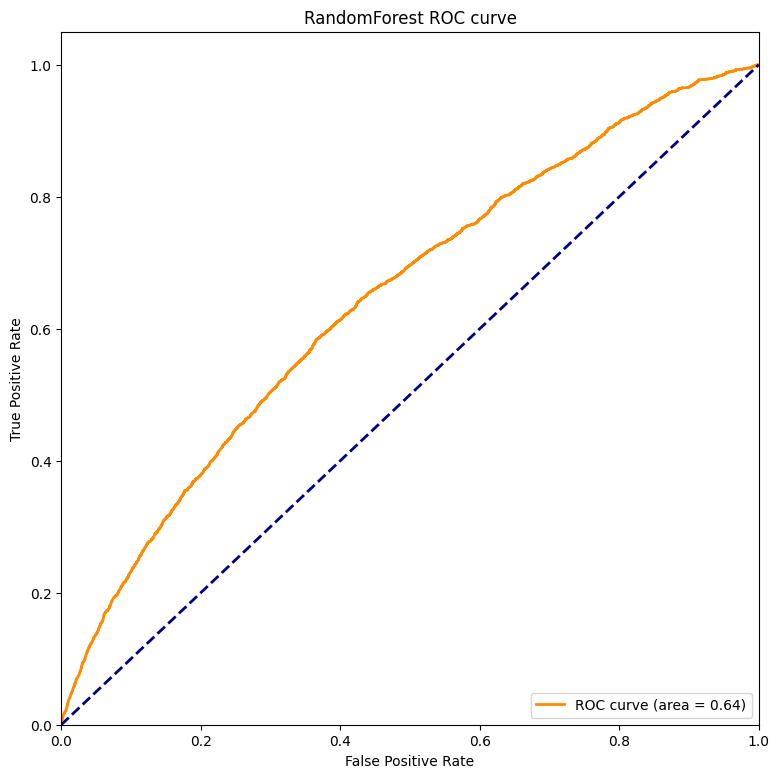 RandomForest ROC curve
True Positive Rate
1.0
0.8
0.6
0.4
0.2
0.0
ROC curve (area = 0.64)
0.0 0.2 0.4 0.6 0.8 1.0
False Positive Rate